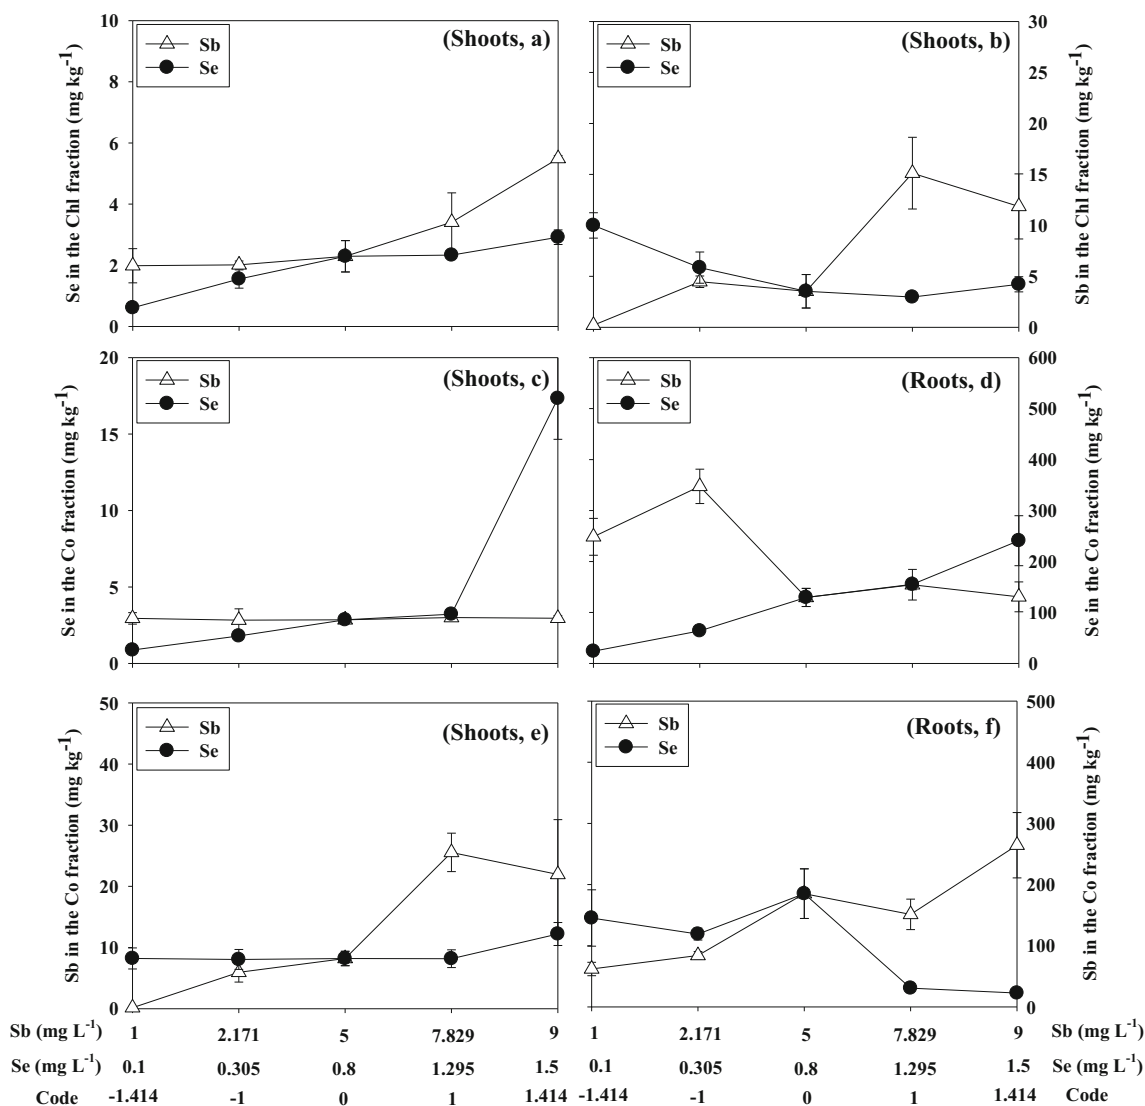 10
8
6
4
2
0
Se in the Chl fraction (mg kg-1)
Sb
Se
(Shoots, a)
Sb
Se
(Shoots, b)
30
25
20
15
10
5
0
Sb in the Chl fraction (mg kg-1)
20
15
10
5
0
Se in the Co fraction (mg kg-1)
Sb
Se
(Shoots, c)
Sb
Se
(Roots, d)
600
500
400
300
200
100
0
Se in the Co fraction (mg kg-1)
50
40
30
20
10
0
Sb in the Co fraction (mg kg-1)
Sb
Se
(Shoots, e)
Sb
Se
(Roots, f)
500
400
300
200
100
0
Sb in the Co fraction (mg kg-1)
Sb (mg L-1) 1 2.171 5 7.829 9 1 2.171 5 7.829 9 Sb (mg L-1)
Se (mg L-1) 0.1 0.305 0.8 1.295 1.5 0.1 0.305 0.8 1.295 1.5 Se (mg L-1)
Code -1.414 -1 0 1 1.414 -1.414 -1 0 1 1.414 Code